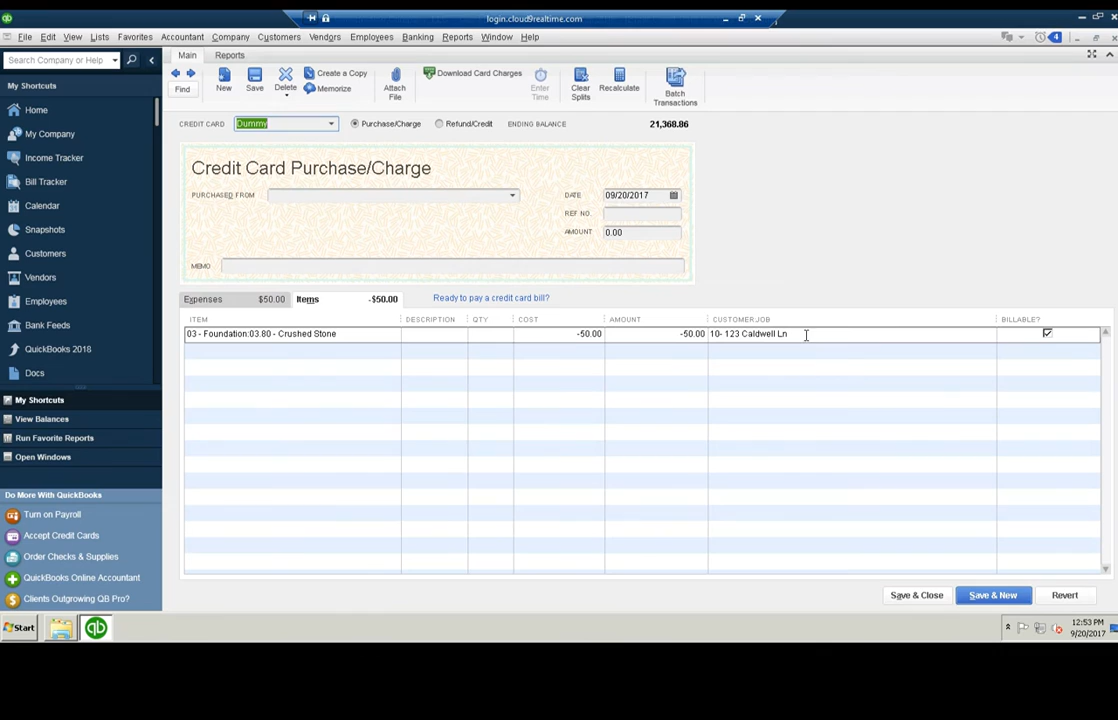 login.cloud9realtime.com
File Edit View Lists Favorites Accountant Company Customers Vendors Employees Banking Reports Window Help
4
Search Company or Help
Main Reports
Find
New
Save
Delete
Create a Copy
Memorize
Attach File
Download Card Charges
Enter Time
Clear Splits
Recalculate
Batch Transactions
My Shortcuts
Home
My Company
Income Tracker
Bill Tracker
Calendar
Snapshots
Customers
Vendors
Employees
Bank Feeds
QuickBooks 2018
Docs
My Shortcuts
View Balances
Run Favorite Reports
Open Windows
Do More With QuickBooks
Turn on Payroll
Accept Credit Cards
Order Checks & Supplies
QuickBooks Online Accountant
Clients Outgrowing QB Pro?
CREDIT CARD Dummy Purchase/Charge Refund/Credit ENDING BALANCE 21,368.86
Credit Card Purchase/Charge
PURCHASED FROM
DATE 09/20/2017
REF NO.
AMOUNT 0.00
MEMO
Expenses $50.00 Items -$50.00 Ready to pay a credit card bill?
ITEM DESCRIPTION QTY COST AMOUNT CUSTOMER:JOB BILLABLE?
03 - Foundation:03.80 - Crushed Stone -50.00 -50.00 10- 123 Caldwell Ln
Save & Close Save & New Revert
Start
qb
12:53 PM
9/20/2017